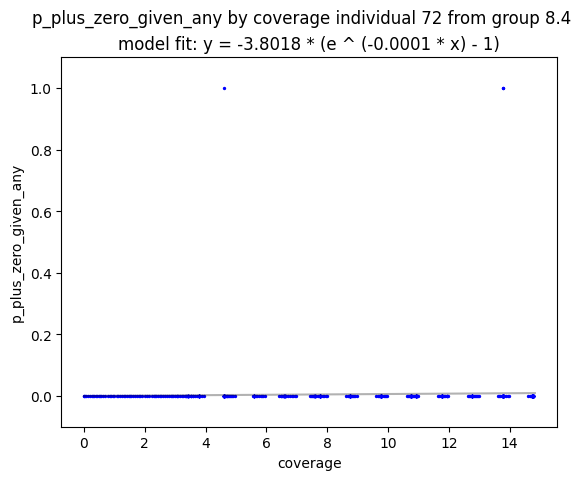 p_plus_zero_given_any by coverage individual 72 from group 8.4
model fit: y = -3.8018 * (e ^ (-0.0001 * x) - 1)
1.0
0.8
0.6
0.4
0.2
0.0
p_plus_zero_given_any
0 2 4 6 8 10 12 14
coverage